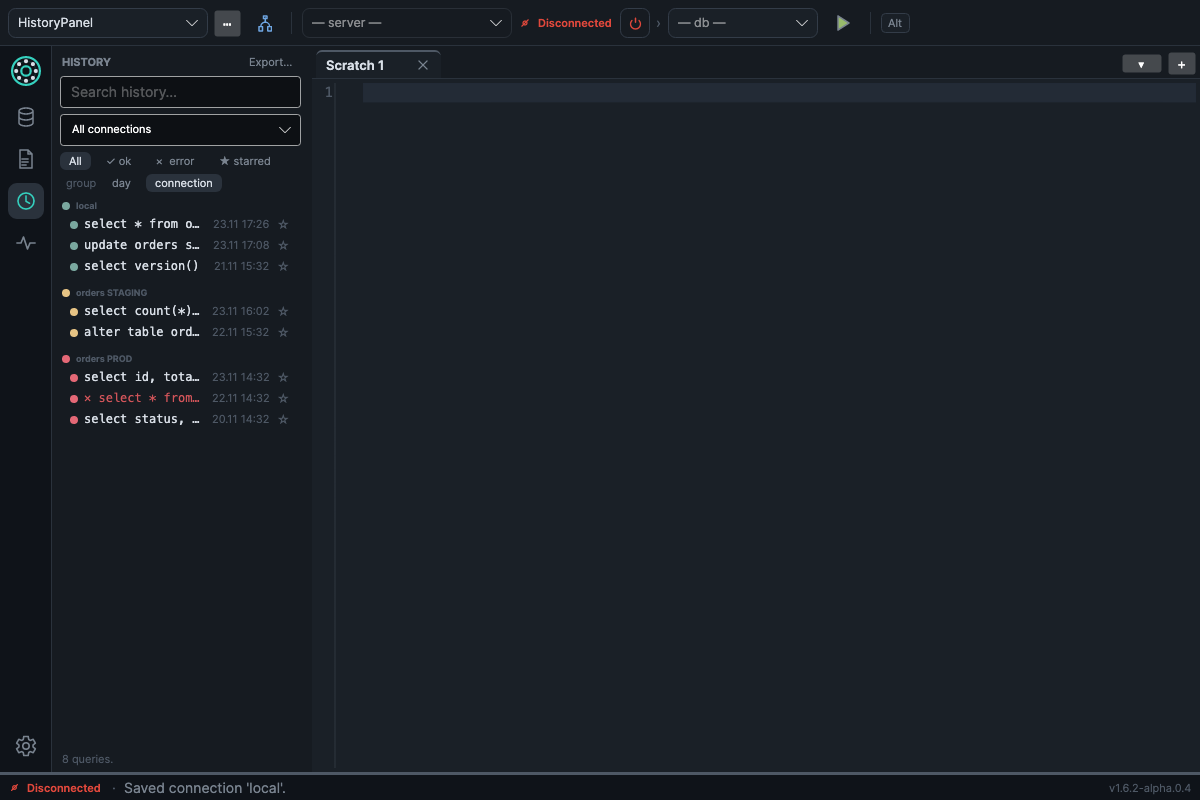 HistoryPanel ... — server — Disconnected › — db — Alt
HISTORY Export...
Scratch 1
Search history...
1
All connections
All ✓ ok × error ★ starred
group day connection
local
select * from o... 23.11 17:26 ☆
update orders s... 23.11 17:08 ☆
select version() 21.11 15:32 ☆
orders STAGING
select count(*)... 23.11 16:02 ☆
alter table ord... 22.11 15:32 ☆
orders PROD
select id, tota... 23.11 14:32 ☆
× select * from... 22.11 14:32 ☆
select status, ... 20.11 14:32 ☆
8 queries.
Disconnected · Saved connection 'local'. v1.6.2-alpha.0.4